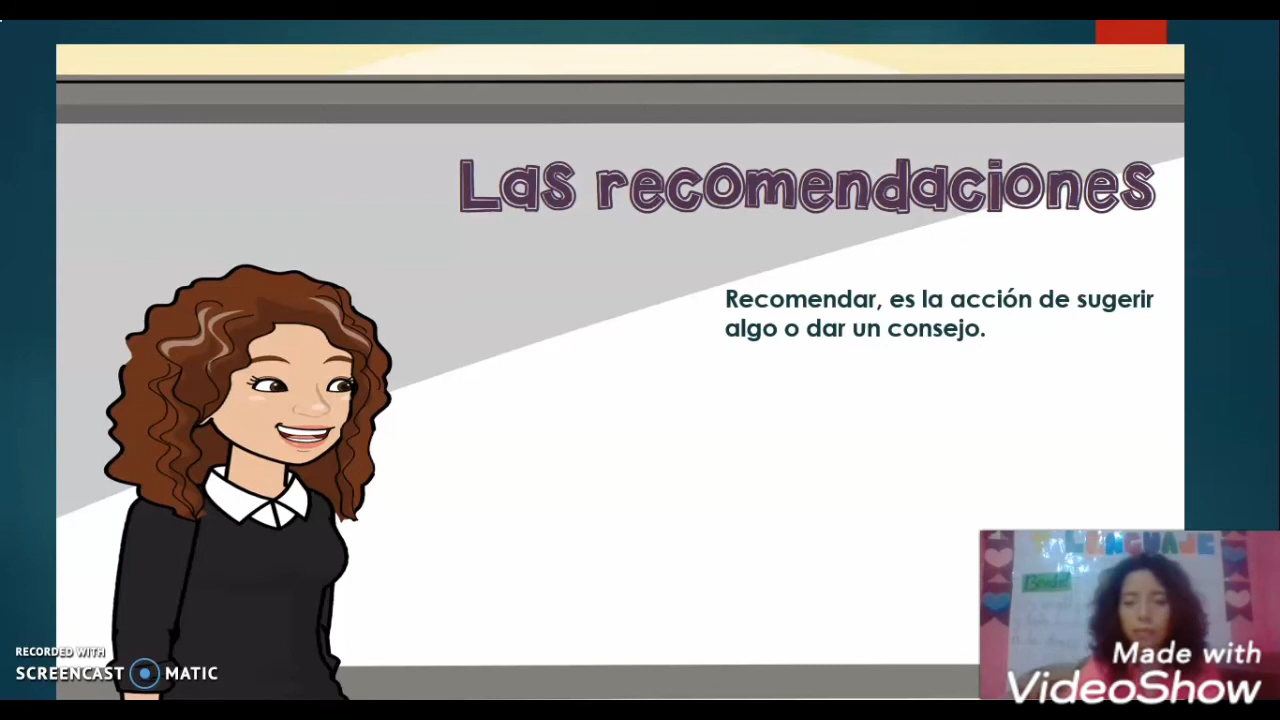 Las recomendaciones
Recomendar, es la acción de sugerir
algo o dar un consejo.
LENGUAJE
RECORDED WITH
SCREENCAST MATIC
Made with
VideoShow